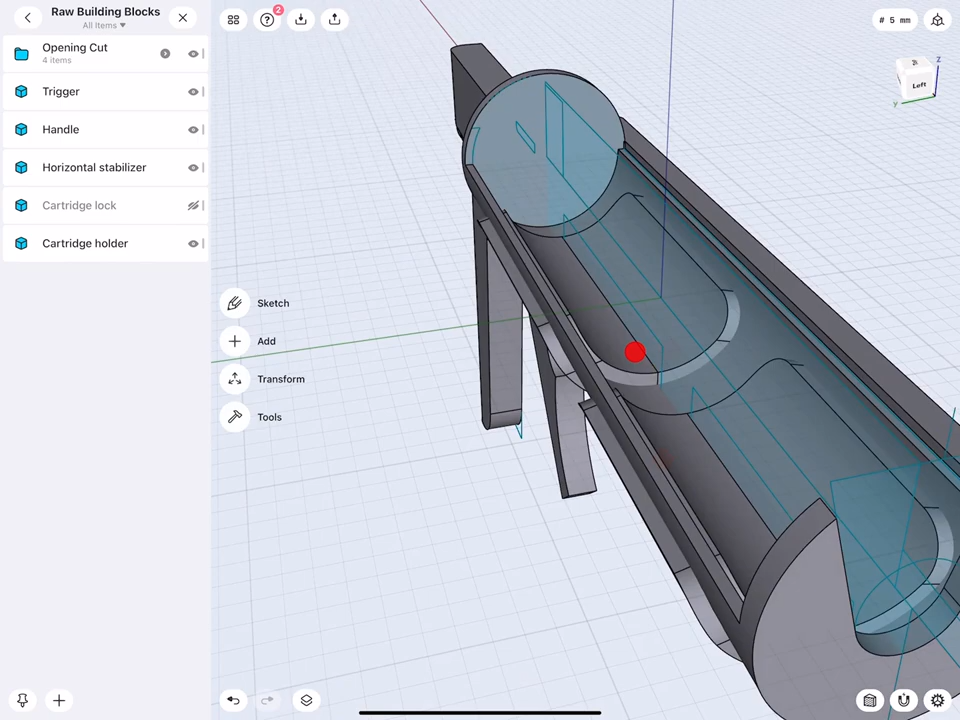 Raw Building Blocks
All Items ▼
Opening Cut
4 items
Trigger
Handle
Horizontal stabilizer
Cartridge lock
Cartridge holder
2
# 5 mm
Z
Left
y
Sketch
Add
Transform
Tools